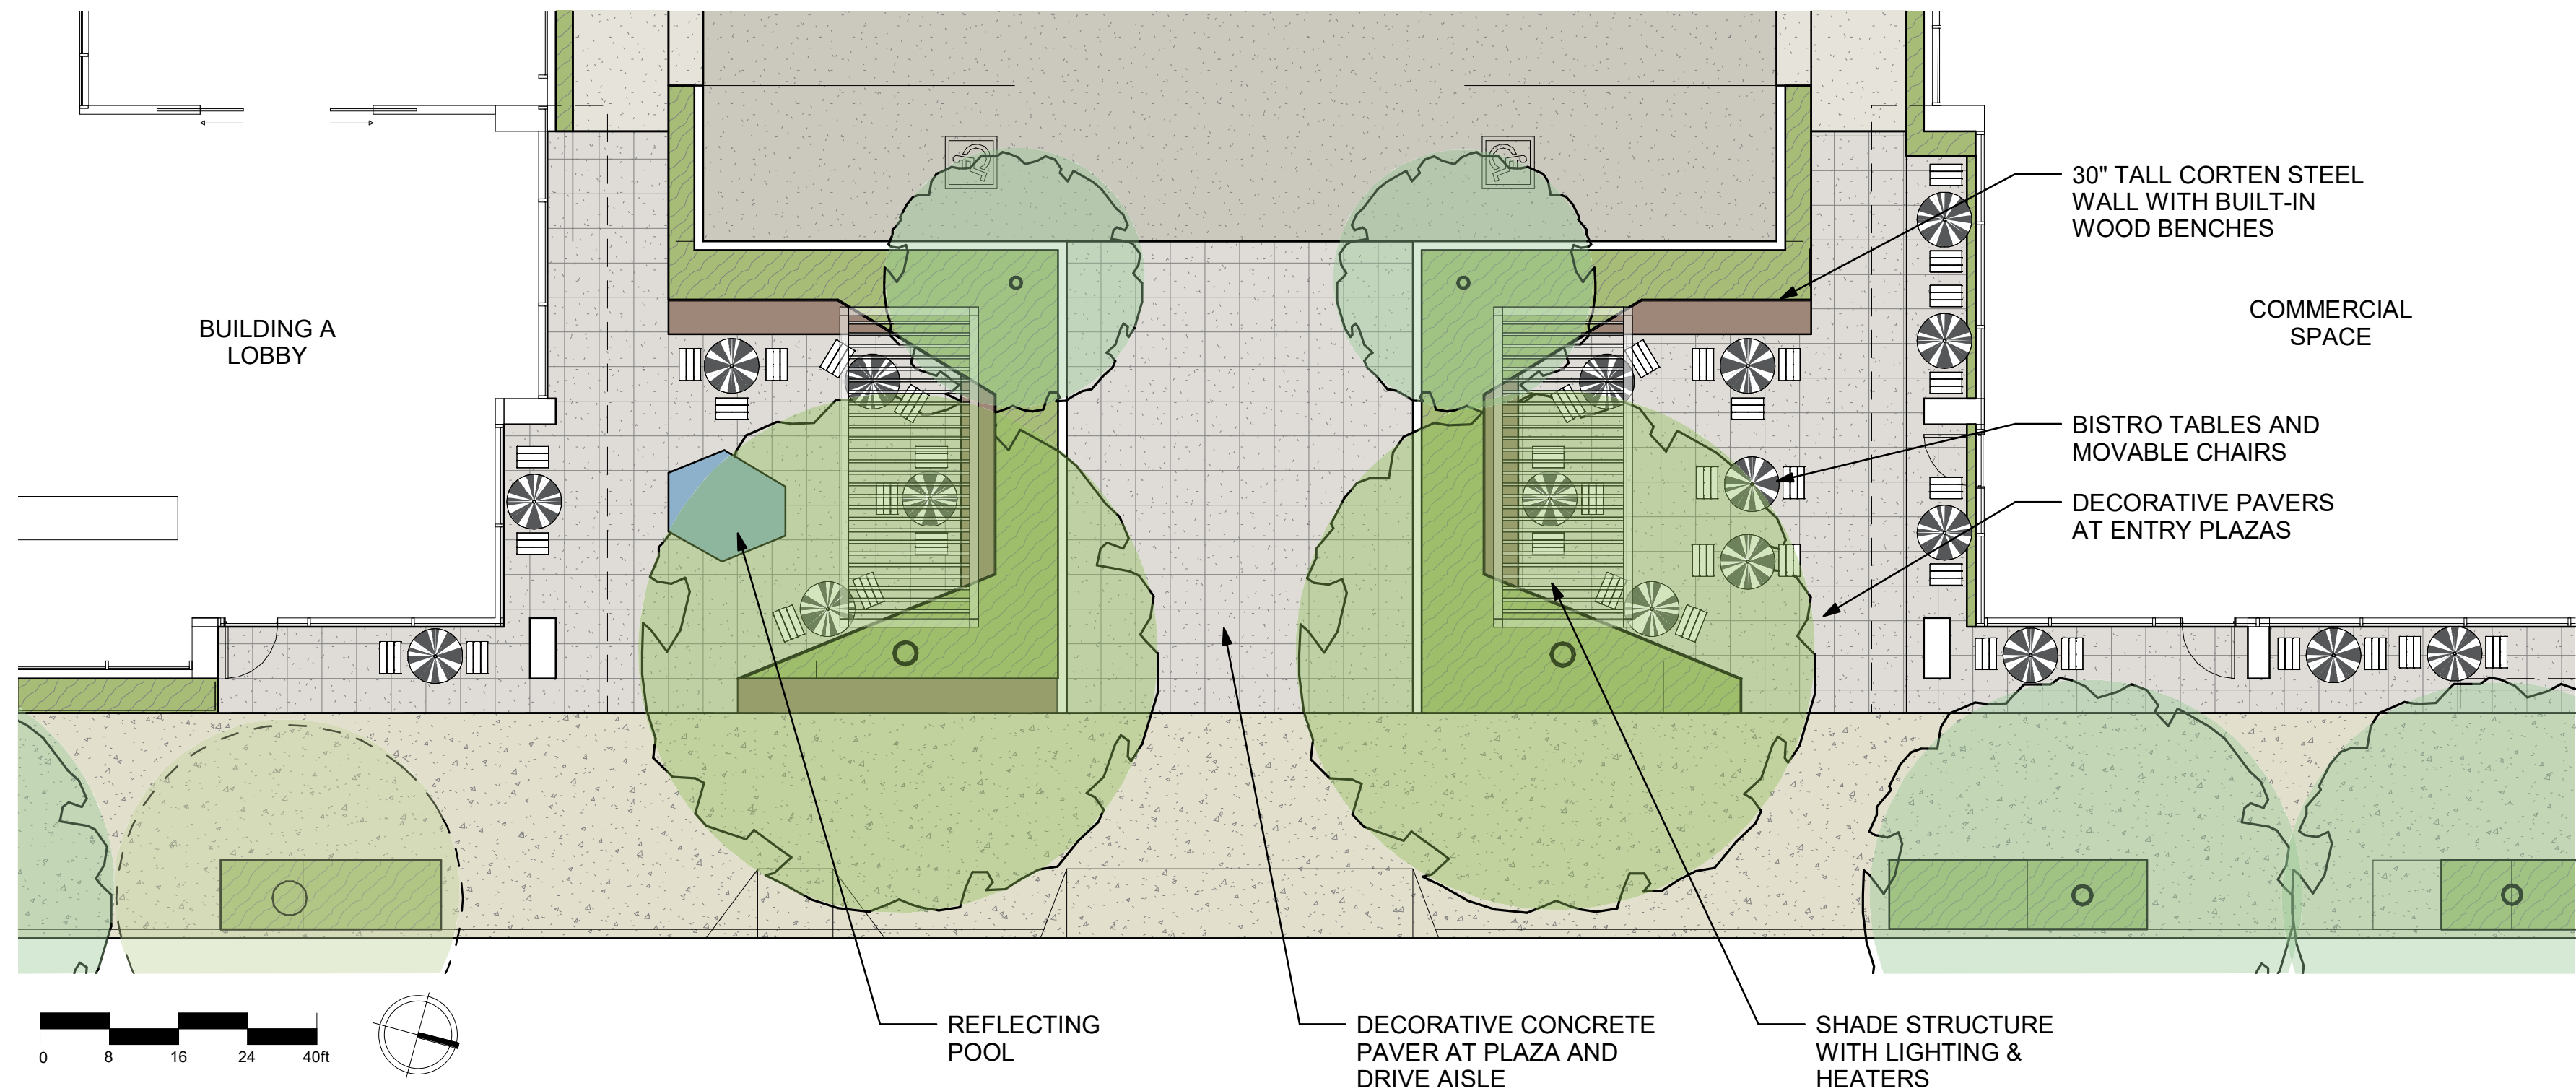 30" TALL CORTEN STEEL
WALL WITH BUILT-IN
WOOD BENCHES
BUILDING A
LOBBY
COMMERCIAL
SPACE
BISTRO TABLES AND
MOVABLE CHAIRS
DECORATIVE PAVERS
AT ENTRY PLAZAS
REFLECTING
POOL
DECORATIVE CONCRETE
PAVER AT PLAZA AND
DRIVE AISLE
SHADE STRUCTURE
WITH LIGHTING &
HEATERS
0 8 16 24 40ft